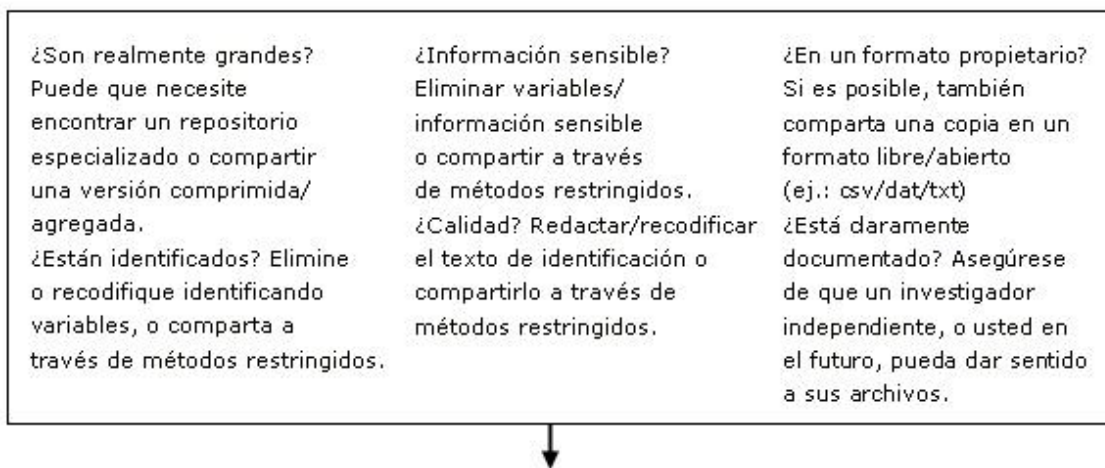 ¿Son realmente grandes?
Puede que necesite
encontrar un repositorio
especializado o compartir
una versión comprimida/
agregada.
¿Están identificados? Elimine
o recodifique identificando
variables, o comparta a
través de métodos restringidos.
¿Información sensible?
Eliminar variables/
información sensible
o compartir a través
de métodos restringidos.
¿Calidad? Redactar/recodificar
el texto de identificación o
compartirlo a través de
métodos restringidos.
¿En un formato propietario?
Si es posible, también
comparta una copia en un
formato libre/abierto
(ej.: csv/dat/txt)
¿Está claramente
documentado? Asegúrese
de que un investigador
independiente, o usted en
el futuro, pueda dar sentido
a sus archivos.